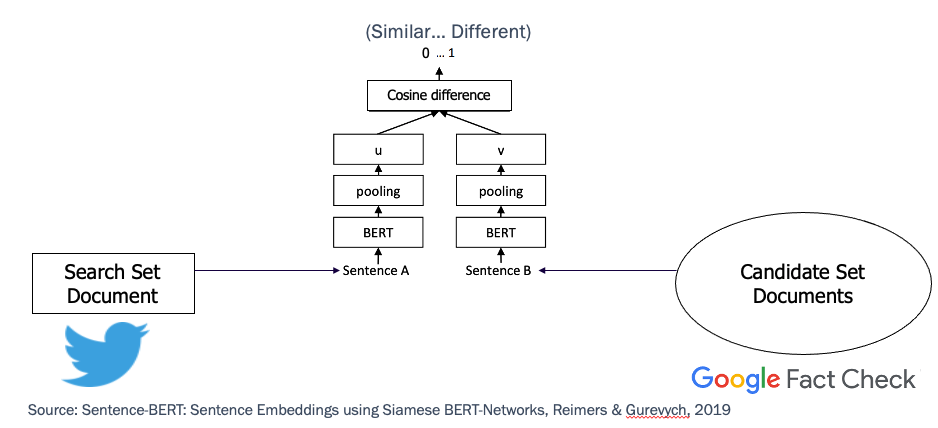 (Similar... Different)
0 ... 1
Cosine difference
u v
pooling pooling
BERT BERT
Sentence A Sentence B
Search Set
Document
Candidate Set
Documents
Google Fact Check
Source: Sentence-BERT: Sentence Embeddings using Siamese BERT-Networks, Reimers & Gurevych, 2019